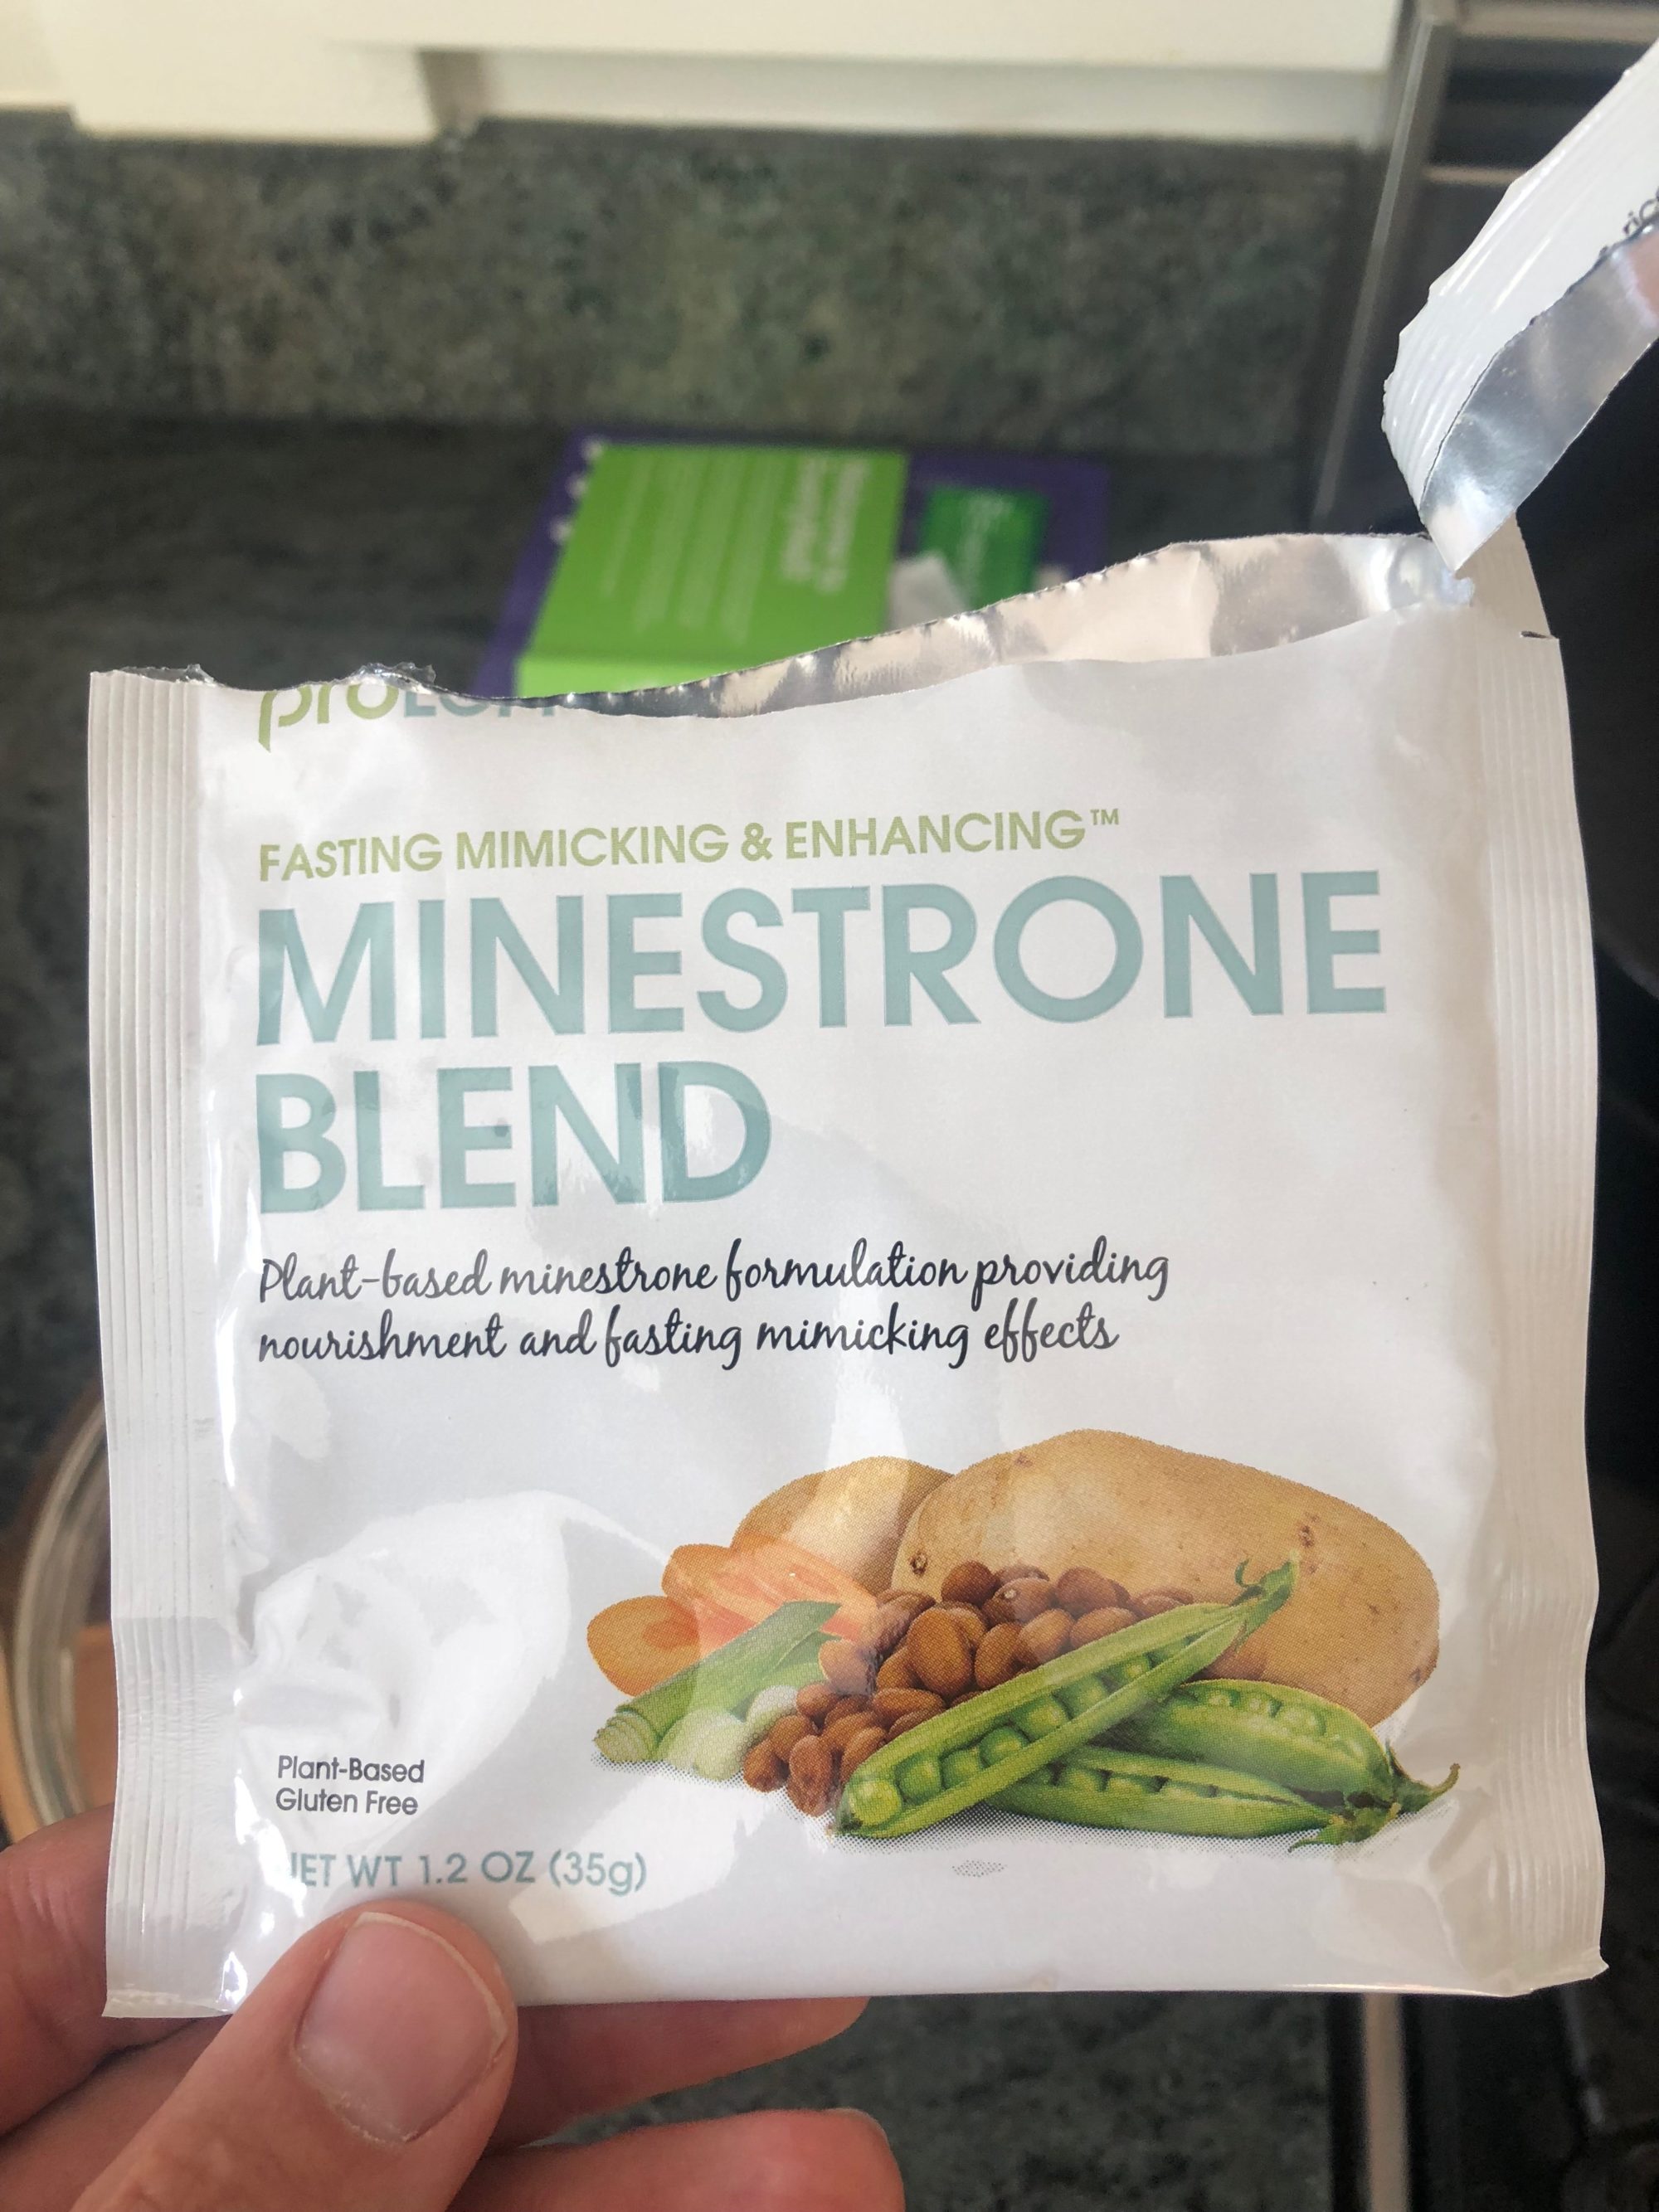 FASTING MIMICKING & ENHANCING™
MINESTRONE
BLEND
Plant-based minestrone formulation providing
nourishment and fasting mimicking effects
Plant-Based
Gluten Free
NET WT 1.2 OZ (35g)